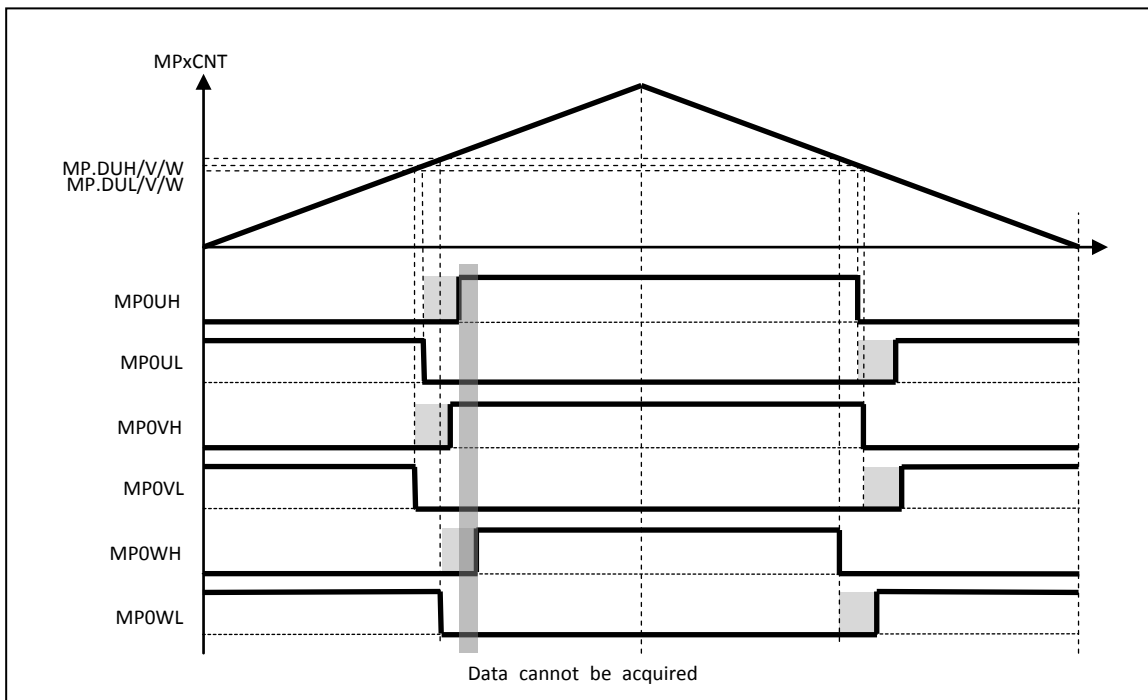 MPxCNT
MP.DUH/V/W
MP.DUL/V/W
MP0UH
MP0UL
MP0VH
MP0VL
MP0WH
MP0WL
Data cannot be acquired